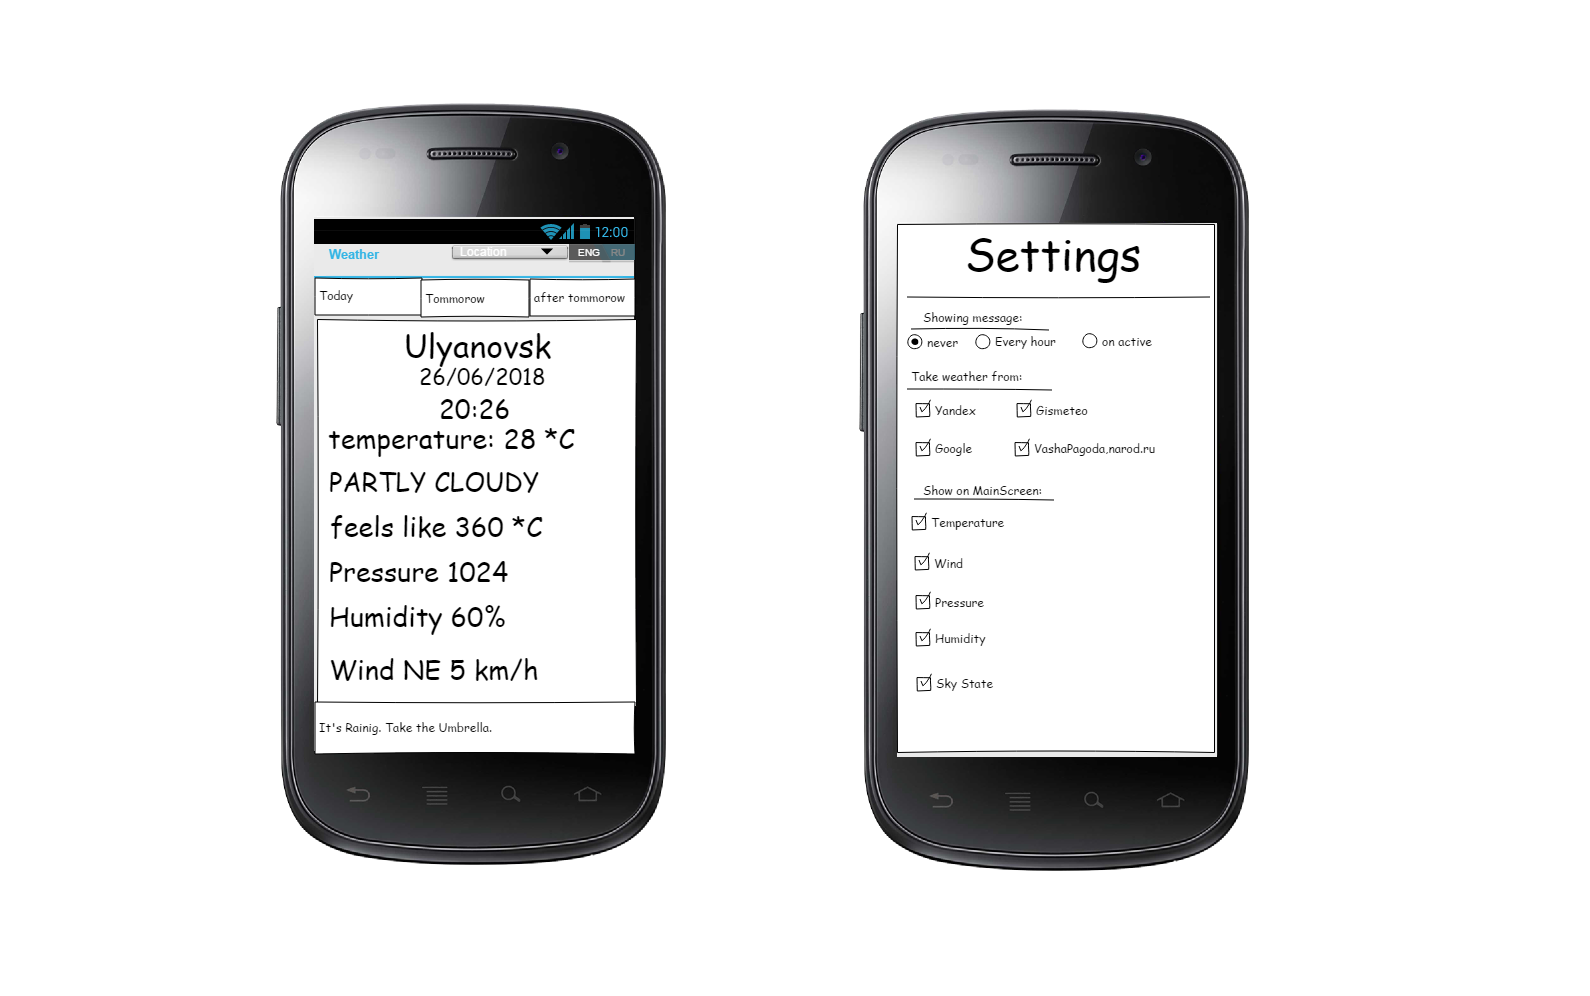 12:00
Weather Location ENG RU
Today Tommorow after tommorow
Ulyanovsk
26/06/2018
20:26
temperature: 28 *C
PARTLY CLOUDY
feels like 360 *C
Pressure 1024
Humidity 60%
Wind NE 5 km/h
It's Rainig. Take the Umbrella.
Settings
Showing message:
never Every hour on active
Take weather from:
Yandex Gismeteo
Google VashaPagoda,narod.ru
Show on MainScreen:
Temperature
Wind
Pressure
Humidity
Sky State